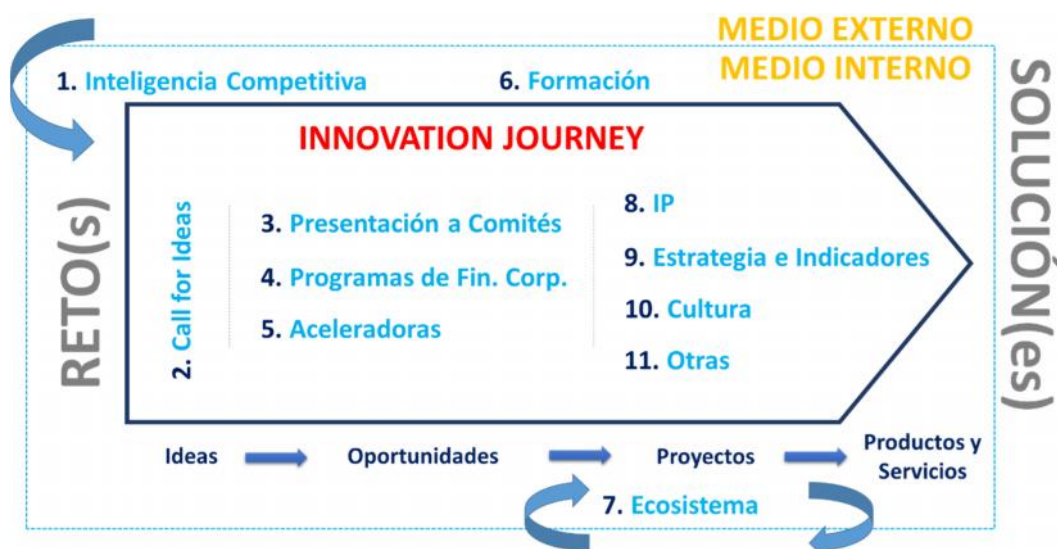 MEDIO EXTERNO
MEDIO INTERNO
1. Inteligencia Competitiva
6. Formación
INNOVATION JOURNEY
RETO(s)
2. Call for Ideas
3. Presentación a Comités
4. Programas de Fin. Corp.
5. Aceleradoras
8. IP
9. Estrategia e Indicadores
10. Cultura
11. Otras
SOLUCIÓN(es)
Ideas
Oportunidades
Proyectos
Productos y
Servicios
7. Ecosistema